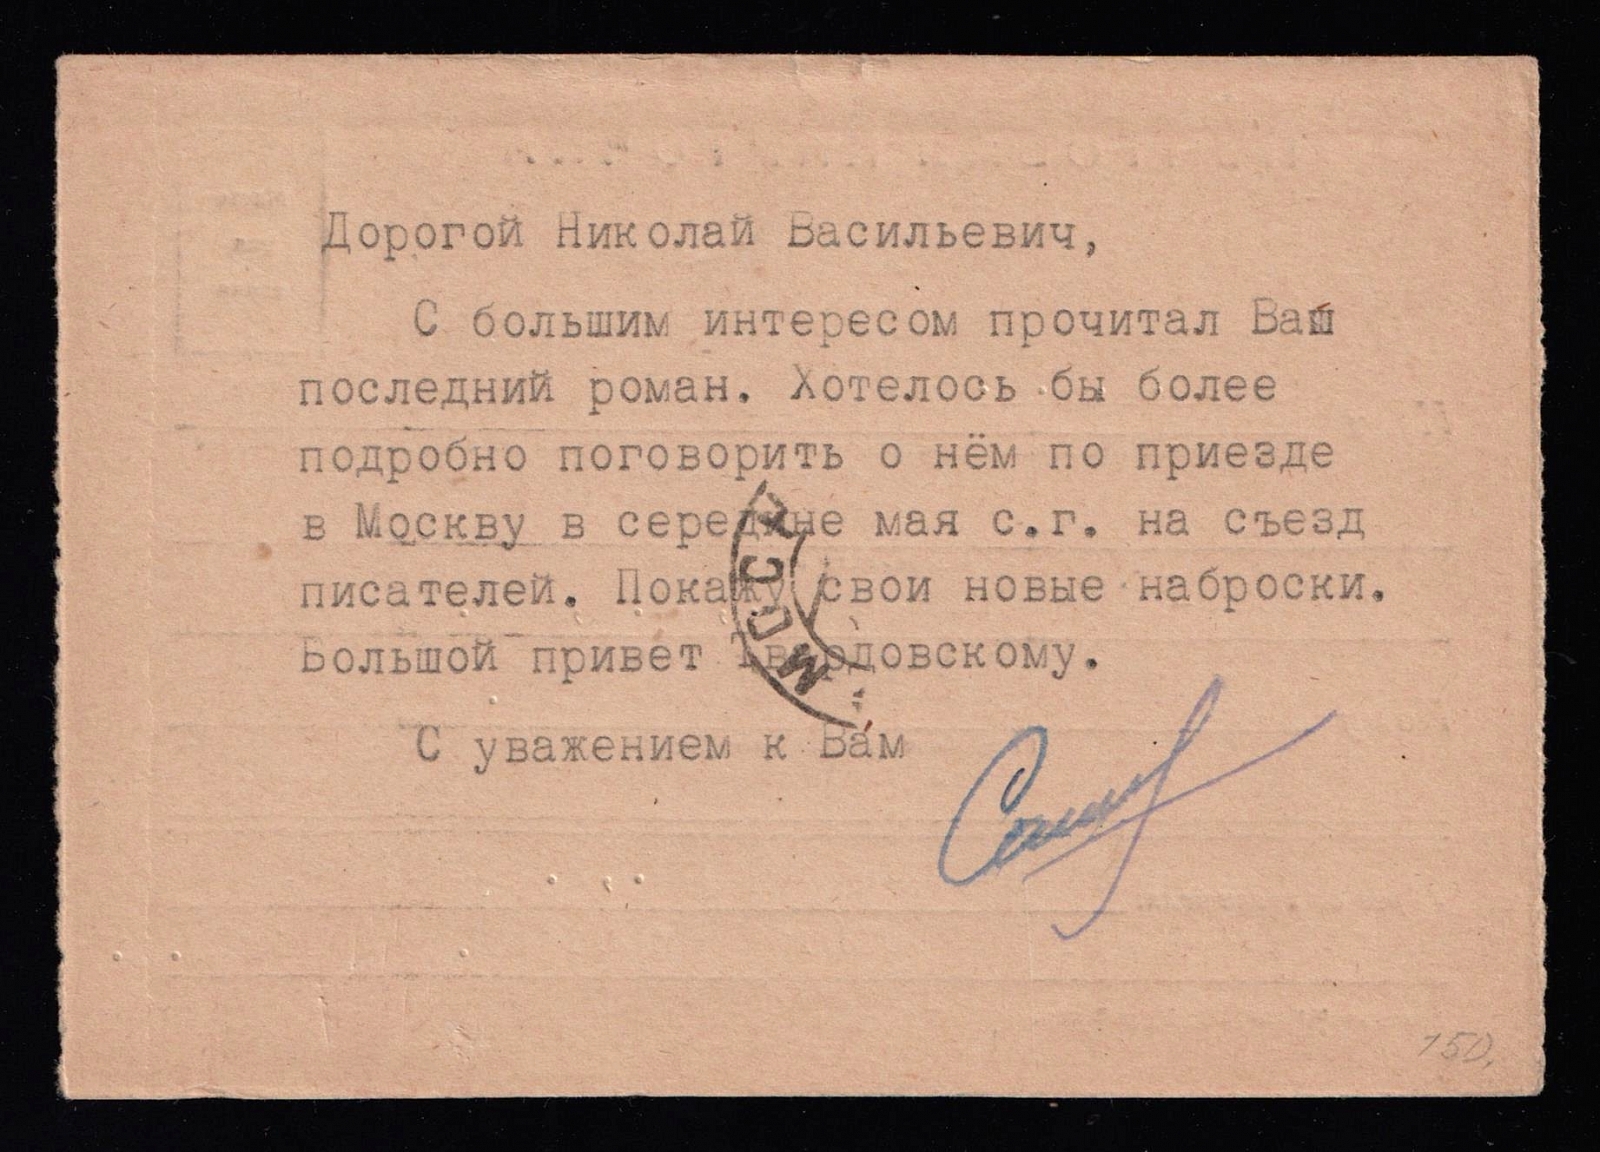 Дорогой Николай Васильевич,
С большим интересом прочитал Ваш
последний роман. Хотелось бы более
подробно поговорить о нём по приезде
в Москву в середине мая с.г. на съезд
писателей. Покажу свои новые наброски.
Большой привет Твардовскому.
С уважением к Вам
МОСК
150.